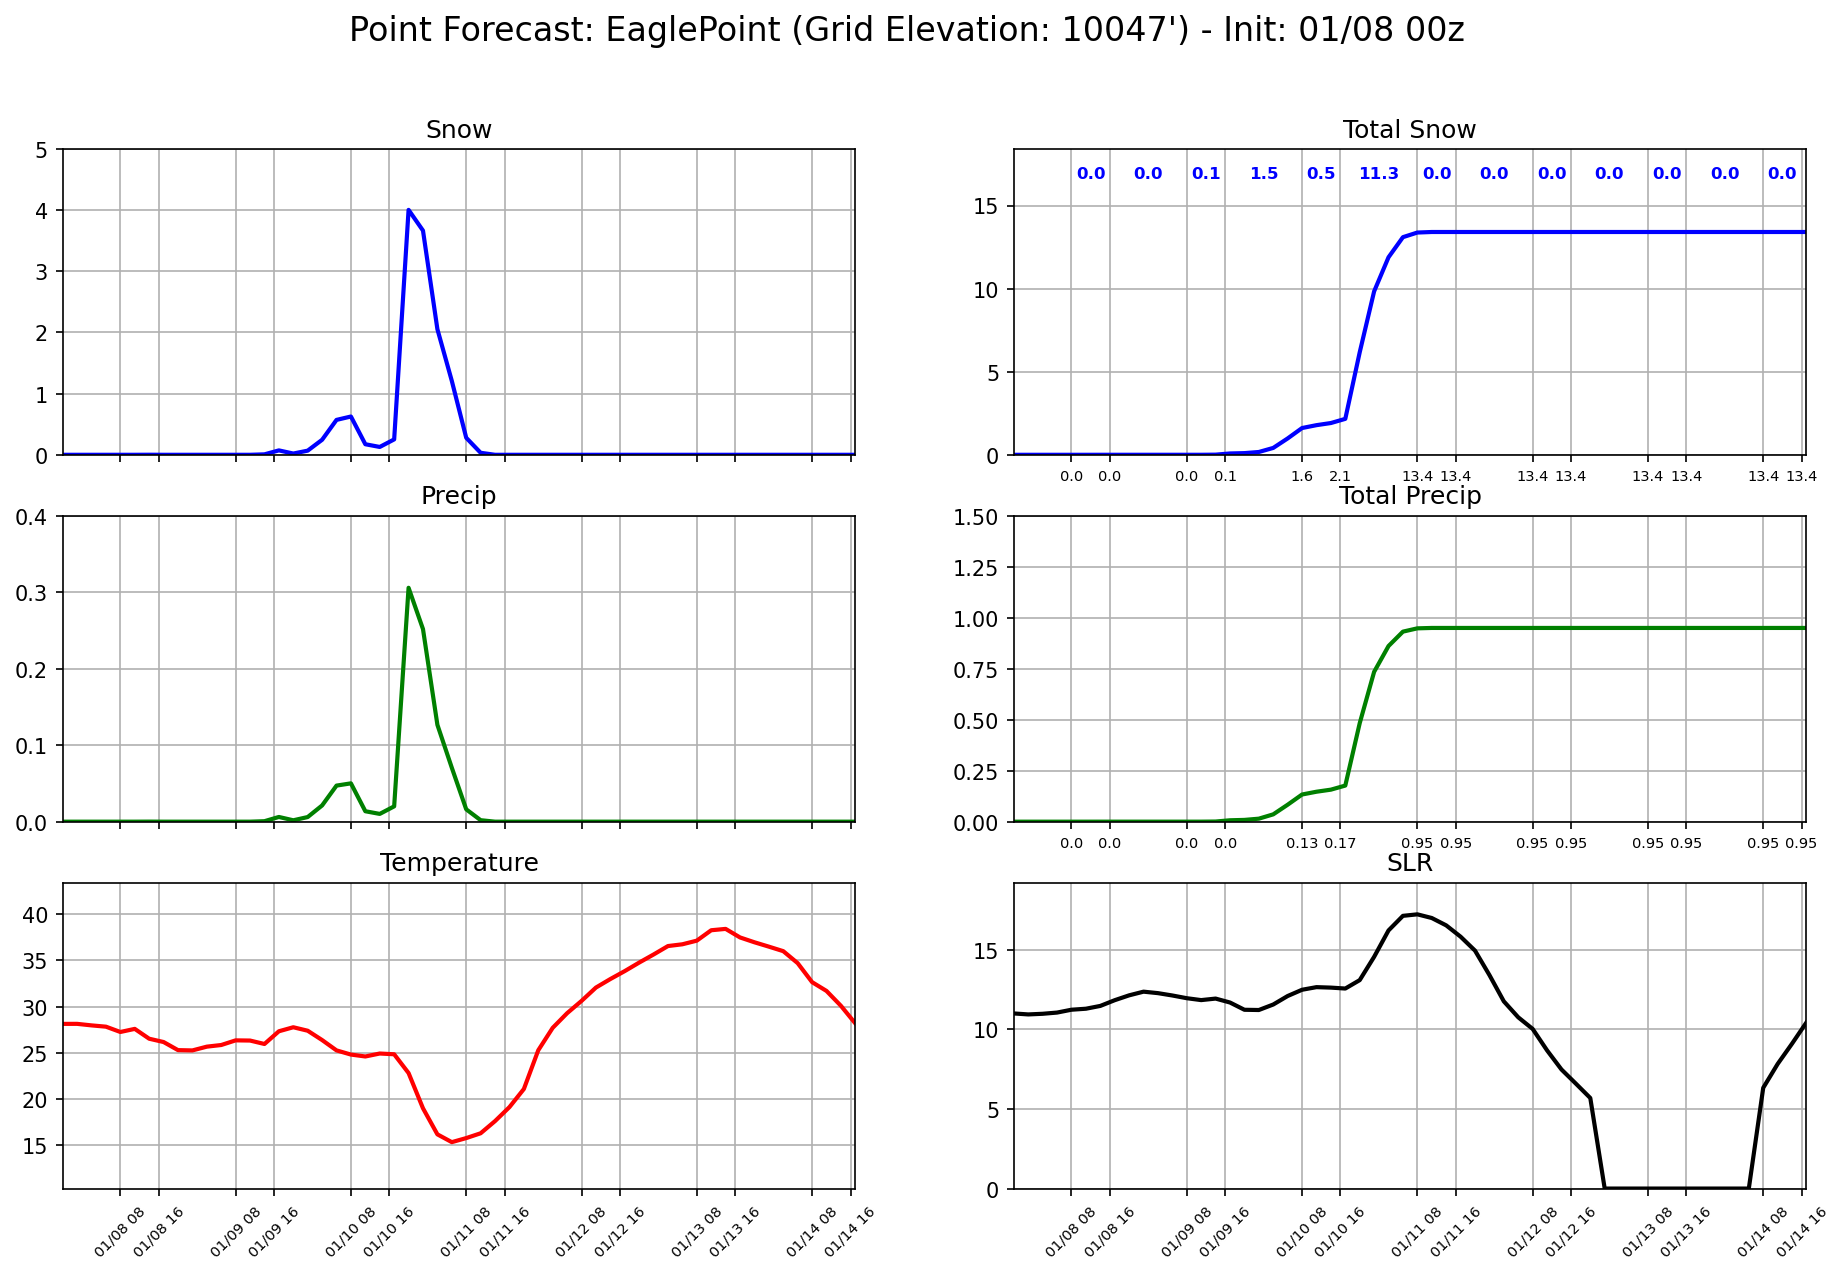 Point Forecast: EaglePoint (Grid Elevation: 10047') - Init: 01/08 00z
Snow
5
4
3
2
1
0
Total Snow
0.0 0.0 0.1 1.5 0.5 11.3 0.0 0.0 0.0 0.0 0.0 0.0 0.0
15
10
5
0
0.0 0.0 0.0 0.1 1.6 2.1 13.4 13.4 13.4 13.4 13.4 13.4 13.4 13.4
Precip
0.4
0.3
0.2
0.1
0.0
Total Precip
1.50
1.25
1.00
0.75
0.50
0.25
0.00
0.0 0.0 0.0 0.0 0.13 0.17 0.95 0.95 0.95 0.95 0.95 0.95 0.95 0.95
Temperature
40
35
30
25
20
15
01/08 08 01/08 16 01/09 08 01/09 16 01/10 08 01/10 16 01/11 08 01/11 16 01/12 08 01/12 16 01/13 08 01/13 16 01/14 08 01/14 16
SLR
15
10
5
0
01/08 08 01/08 16 01/09 08 01/09 16 01/10 08 01/10 16 01/11 08 01/11 16 01/12 08 01/12 16 01/13 08 01/13 16 01/14 08 01/14 16